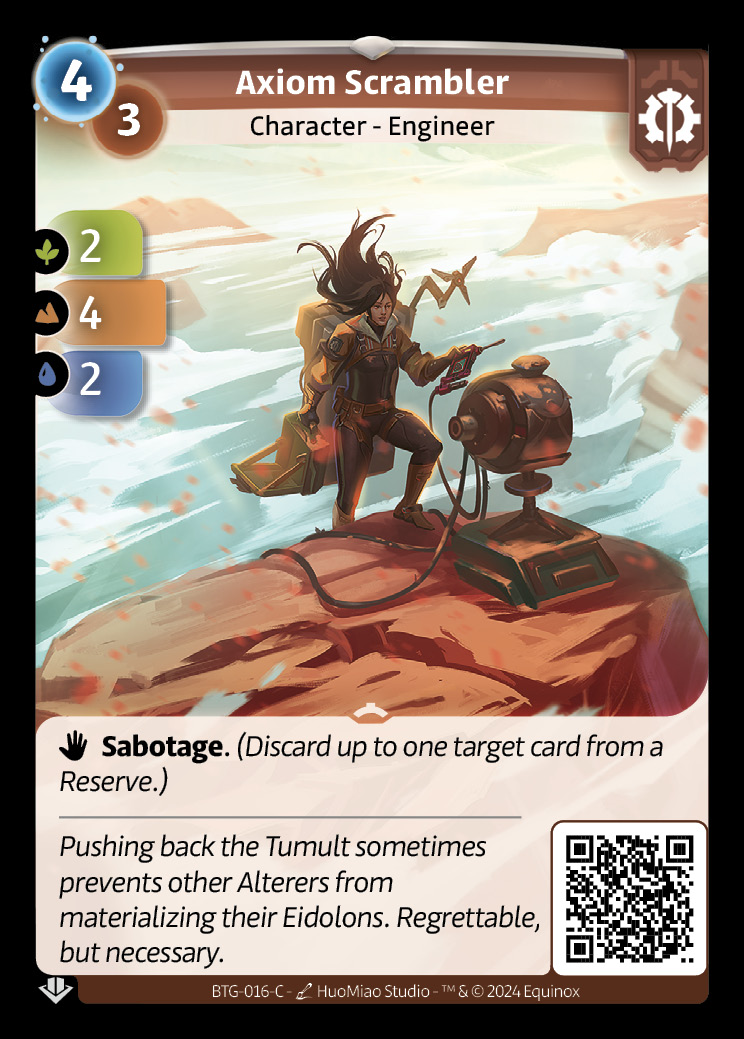 4
Axiom Scrambler
3
Character - Engineer
2
4
2
Sabotage. (Discard up to one target card from a
Reserve.)
Pushing back the Tumult sometimes
prevents other Alterers from
materializing their Eidolons. Regrettable,
but necessary.
BTG-016-C - HuoMiao Studio - ™ & © 2024 Equinox